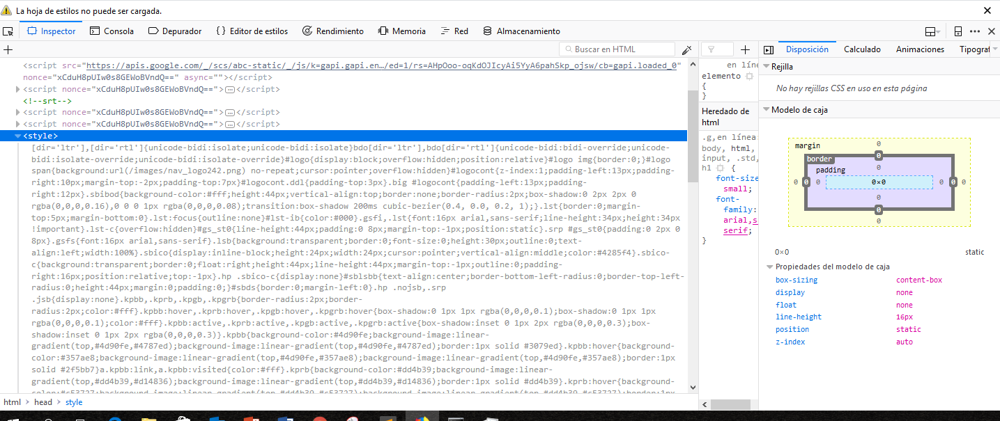 La hoja de estilos no puede ser cargada.
Inspector
Consola
Depurador
Editor de estilos
Rendimiento
Memoria
Red
Almacenamiento
Buscar en HTML
<script src="https://apis.google.com/_/scs/abc-static/_/js/k=gapi.gapi.en…/ed=1/rs=AHpOoo-oqKdOJIcyAi5YyA6pahSkp_ojsw/cb=gapi.loaded_0"
nonce="xCduH8pUIw0s8GEWoBVndQ==" async=""></script>
<script nonce="xCduH8pUIw0s8GEWoBVndQ==">…</script>
<!--srt-->
<script nonce="xCduH8pUIw0s8GEWoBVndQ==">…</script>
<script nonce="xCduH8pUIw0s8GEWoBVndQ==">…</script>
<style>
[dir='ltr'],[dir='rtl']{unicode-bidi:isolate;unicode-bidi:isolate}bdo[dir='ltr'],bdo[dir='rtl']{unicode-bidi:bidi-override;unicode-
bidi:isolate-override;unicode-bidi:isolate-override}#logo{display:block;overflow:hidden;position:relative}#logo img{border:0;}#logo
span{background:url(/images/nav_logo242.png) no-repeat;cursor:pointer;overflow:hidden}#logocont{z-index:1;padding-left:13px;padding-
right:10px;margin-top:-2px;padding-top:7px}#logocont.ddl{padding-top:3px}.big #logocont{padding-left:13px;padding-
right:12px}.sbibod{background-color:#fff;height:44px;vertical-align:top;border:none;border-radius:2px;box-shadow:0 2px 2px 0
rgba(0,0,0,0.16),0 0 0 1px rgba(0,0,0,0.08);transition:box-shadow 200ms cubic-bezier(0.4, 0.0, 0.2, 1);}.lst{border:0;margin-
top:5px;margin-bottom:0}.lst:focus{outline:none}#lst-ib{color:#000}.gsfi,.lst{font:16px arial,sans-serif;line-height:34px;height:34px
!important}.lst-c{overflow:hidden}#gs_st0{line-height:44px;padding:0 8px;margin-top:-1px;position:static}.srp #gs_st0{padding:0 2px 0
8px}.gsfs{font:16px arial,sans-serif}.lsb{background:transparent;border:0;font-size:0;height:30px;outline:0;text-
align:left;width:100%}.sbico{display:inline-block;height:24px;width:24px;cursor:pointer;vertical-align:middle;color:#4285f4}.sbico-
c{background:transparent;border:0;float:right;height:44px;line-height:44px;margin-top:-1px;outline:0;padding-
right:16px;position:relative;top:-1px}.hp .sbico-c{display:none}#sblsbb{text-align:center;border-bottom-left-radius:0;border-top-left-
radius:0;height:44px;margin:0;padding:0;}#sbds{border:0;margin-left:0}.hp .nojsb,.srp
.jsb{display:none}.kpbb,.kprb,.kpgb,.kpgrb{border-radius:2px;border-
radius:2px;color:#fff}.kpbb:hover,.kprb:hover,.kpgb:hover,.kpgrb:hover{box-shadow:0 1px 1px rgba(0,0,0,0.1);box-shadow:0 1px 1px
rgba(0,0,0,0.1);color:#fff}.kpbb:active,.kprb:active,.kpgb:active,.kpgrb:active{box-shadow:inset 0 1px 2px rgba(0,0,0,0.3);box-
shadow:inset 0 1px 2px rgba(0,0,0,0.3)}.kpbb{background-color:#4d90fe;background-image:linear-
gradient(top,#4d90fe,#4787ed);background-image:linear-gradient(top,#4d90fe,#4787ed);border:1px solid #3079ed}.kpbb:hover{background-
color:#357ae8;background-image:linear-gradient(top,#4d90fe,#357ae8);background-image:linear-gradient(top,#4d90fe,#357ae8);border:1px
solid #2f5bb7}a.kpbb:link,a.kpbb:visited{color:#fff}.kprb{background-color:#dd4b39;background-image:linear-
gradient(top,#dd4b39,#d14836);background-image:linear-gradient(top,#dd4b39,#d14836);border:1px solid #dd4b39}.kprb:hover{background-
color:#c53727;background-image:linear-gradient(top,#dd4b39,#c53727);background-image:linear-gradient(top,#dd4b39,#c53727);border:1px
html
head
style
en líne
elemento
{
}
Heredado de
html
.g, en línea
body, html,
input, .std,
h1 {
font-size
small;
font-
family:
arial,s
serif;
}
Disposición
Calculado
Animaciones
Tipograf
Rejilla
No hay rejillas CSS en uso en esta página
Modelo de caja
margin
0
border
0
padding
0
0 0 0 0×0 0 0 0
0
0
0
0×0
static
Propiedades del modelo de caja
box-sizing content-box
display none
float none
line-height 16px
position static
z-index auto